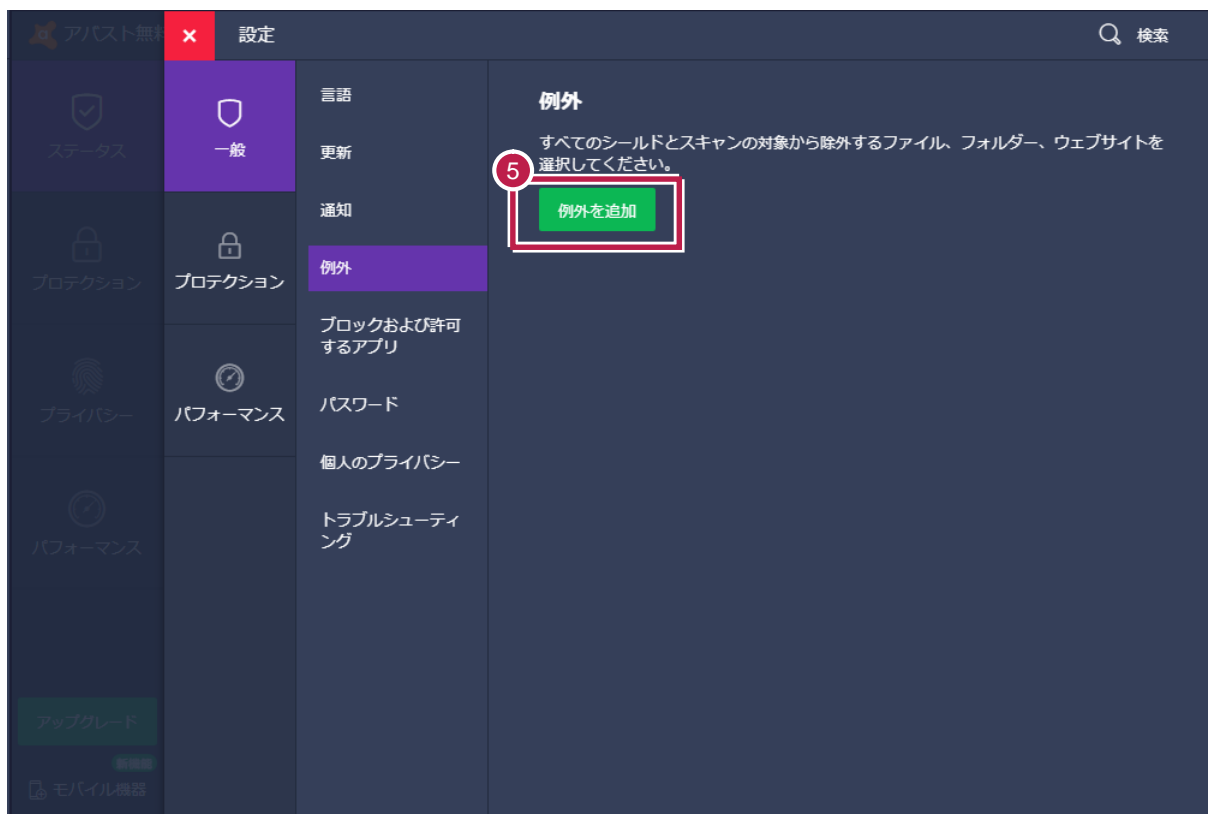 アバスト無料
× 設定
検索
ステータス
プロテクション
プライバシー
パフォーマンス
アップグレード
新機能
モバイル機器
一般
プロテクション
パフォーマンス
言語
更新
通知
例外
ブロックおよび許可
するアプリ
パスワード
個人のプライバシー
トラブルシューティ
ング
例外
すべてのシールドとスキャンの対象から除外するファイル、フォルダー、ウェブサイトを
選択してください。
5
例外を追加